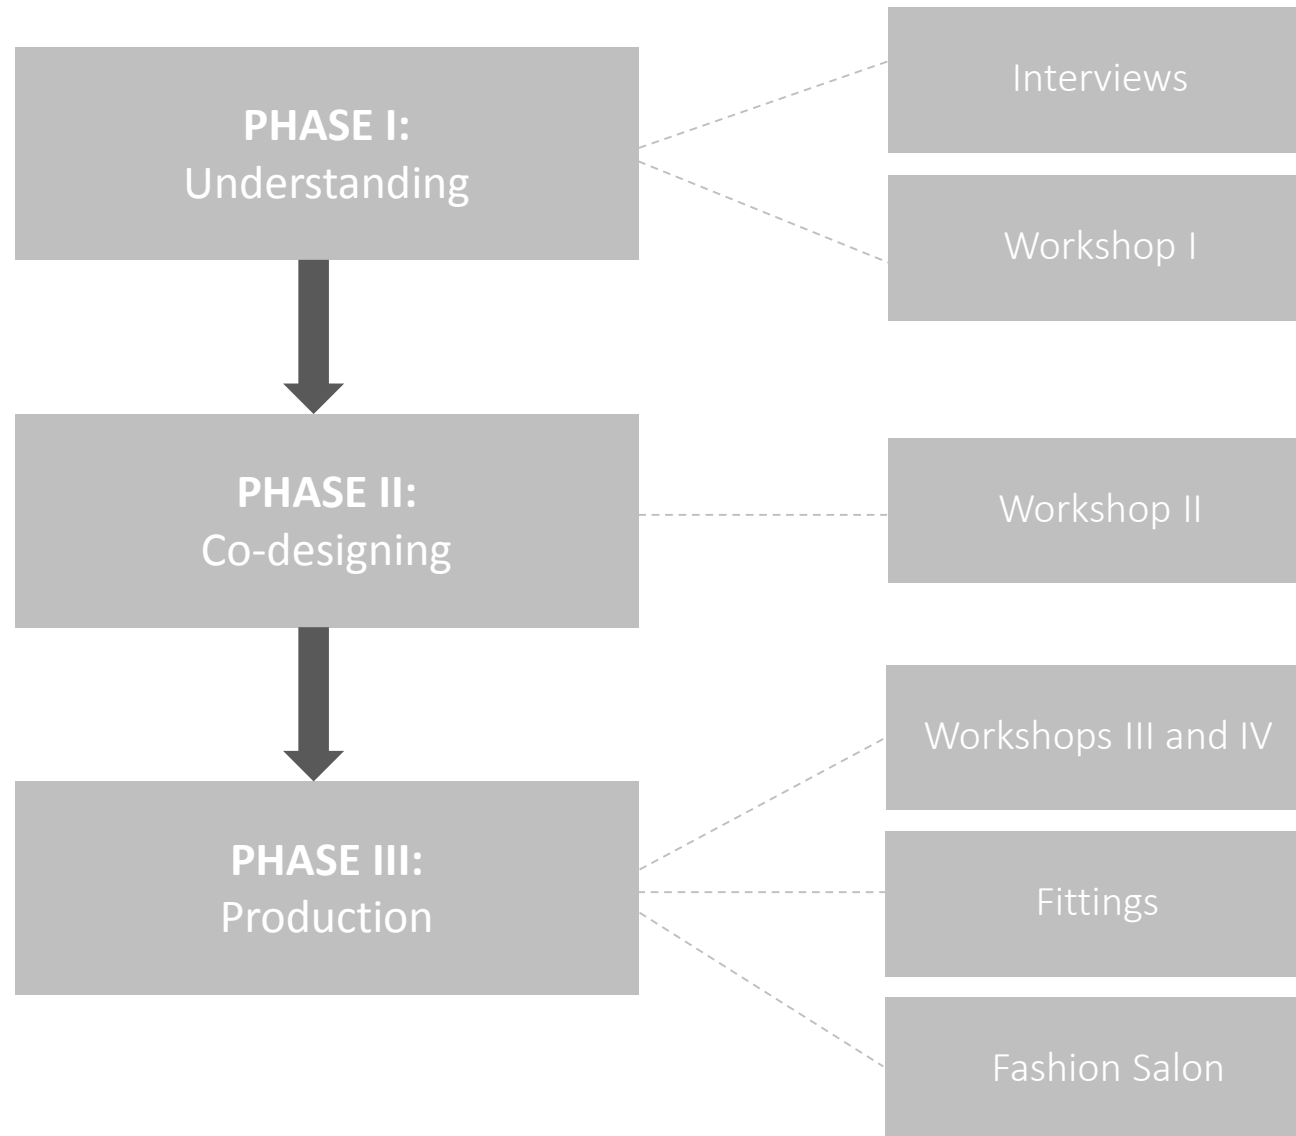 PHASE I:
Understanding
Interviews
Workshop I
PHASE II:
Co-designing
Workshop II
PHASE III:
Production
Workshops III and IV
Fittings
Fashion Salon